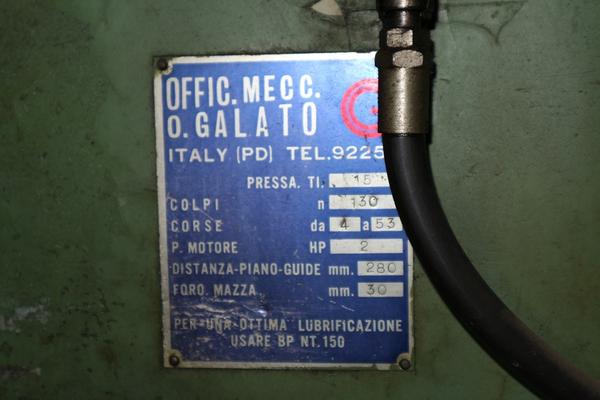 OFFIC. MECC.
O. GALATO
ITALY (PD) TEL. 9225
PRESSA. TI. 15
COLPI n 130
CORSE da 4 a 53
P. MOTORE HP 2
DISTANZA-PIANO-GUIDE mm. 280
FORO. MAZZA mm. 30
PER-UNA-OTTIMA LUBRIFICAZIONE
USARE BP NT. 150